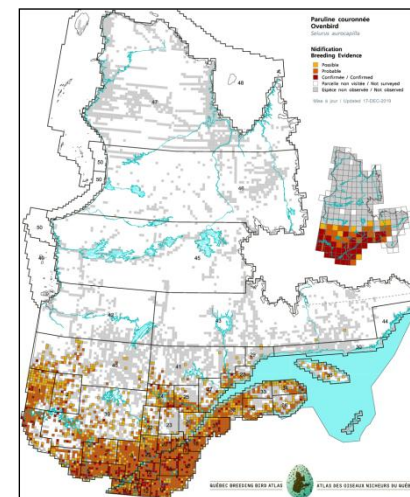 Paruline couronnée
Ovenbird
Seiurus aurocapilla
Nidification
Breeding Evidence
Possible
Probable
Confirmée / Confirmed
Parcelle non visitée / Not surveyed
Espèce non observée / Not observed
Mise à jour / Updated 17-DEC-2019
48
47
50
50
50
45
44
QUÉBEC BREEDING BIRD ATLAS
ATLAS DES OISEAUX NICHEURS DU QUÉBEC